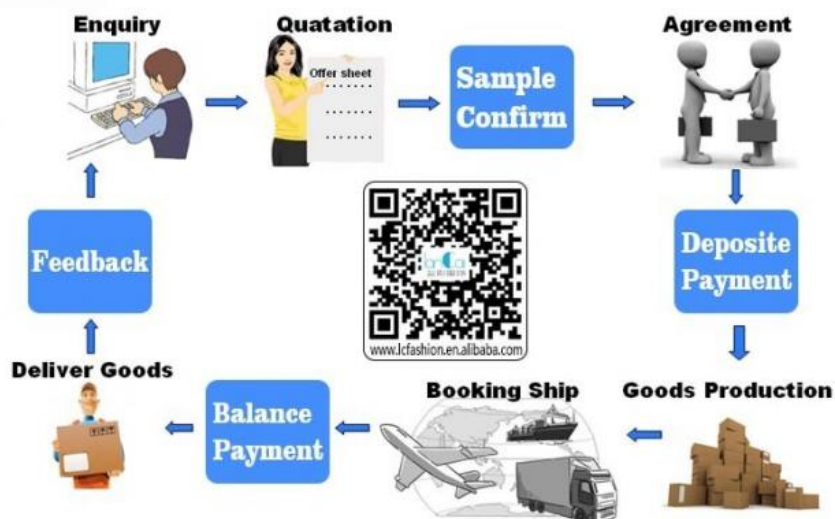 Enquiry
Quatation
Agreement
Offer sheet
Sample
Confirm
Feedback
Deposite
Payment
www.lcfashion.en.alibaba.com
Deliver Goods
Balance
Payment
Booking Ship
Goods Production